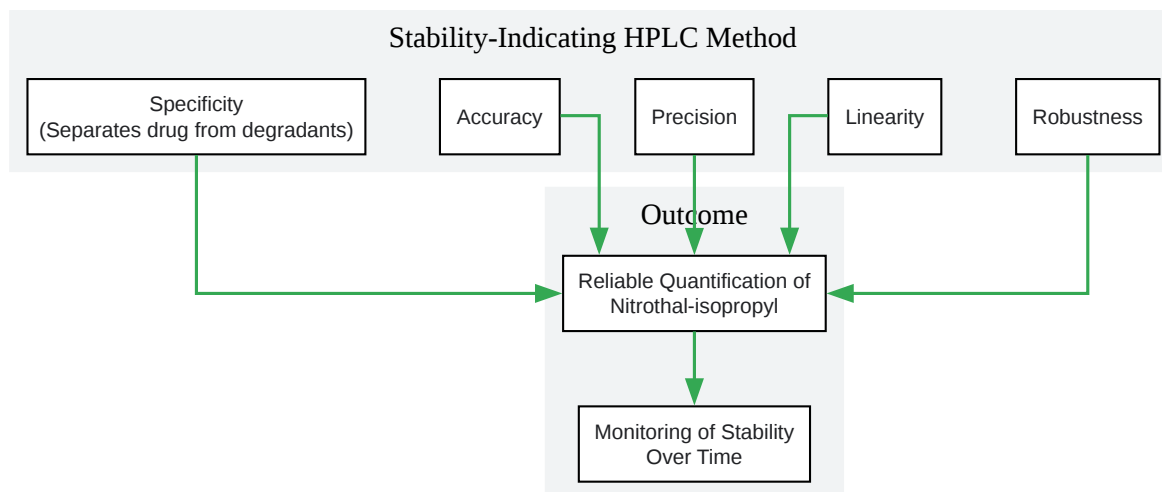 Stability-Indicating HPLC Method
Specificity
(Separates drug from degradants)
Accuracy
Precision
Linearity
Robustness
Outcome
Reliable Quantification of
Nitrothal-isopropyl
Monitoring of Stability
Over Time